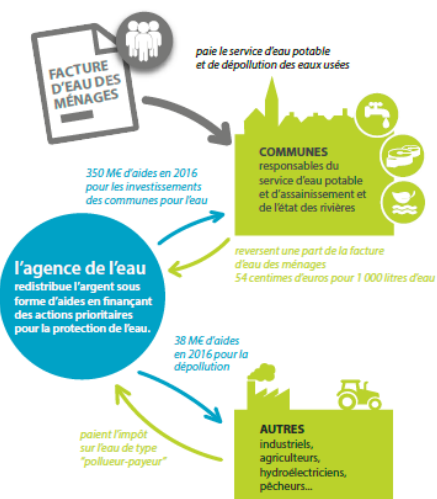 FACTURE
D'EAU DES
MÉNAGES
paie le service d'eau potable
et de dépollution des eaux usées
COMMUNES
responsables du
service d'eau potable
et d'assainissement et
de l'état des rivières
350 M€ d'aides en 2016
pour les investissements
des communes pour l'eau
reversent une part de la facture
d'eau des ménages
54 centimes d'euros pour 1 000 litres d'eau
l'agence de l'eau
redistribue l'argent sous
forme d'aides en finançant
des actions prioritaires
pour la protection de l'eau.
38 M€ d'aides
en 2016 pour la
dépollution
paient l'impôt
sur l'eau de type
"pollueur-payeur"
AUTRES
industriels,
agriculteurs,
hydroélectriciens,
pêcheurs...